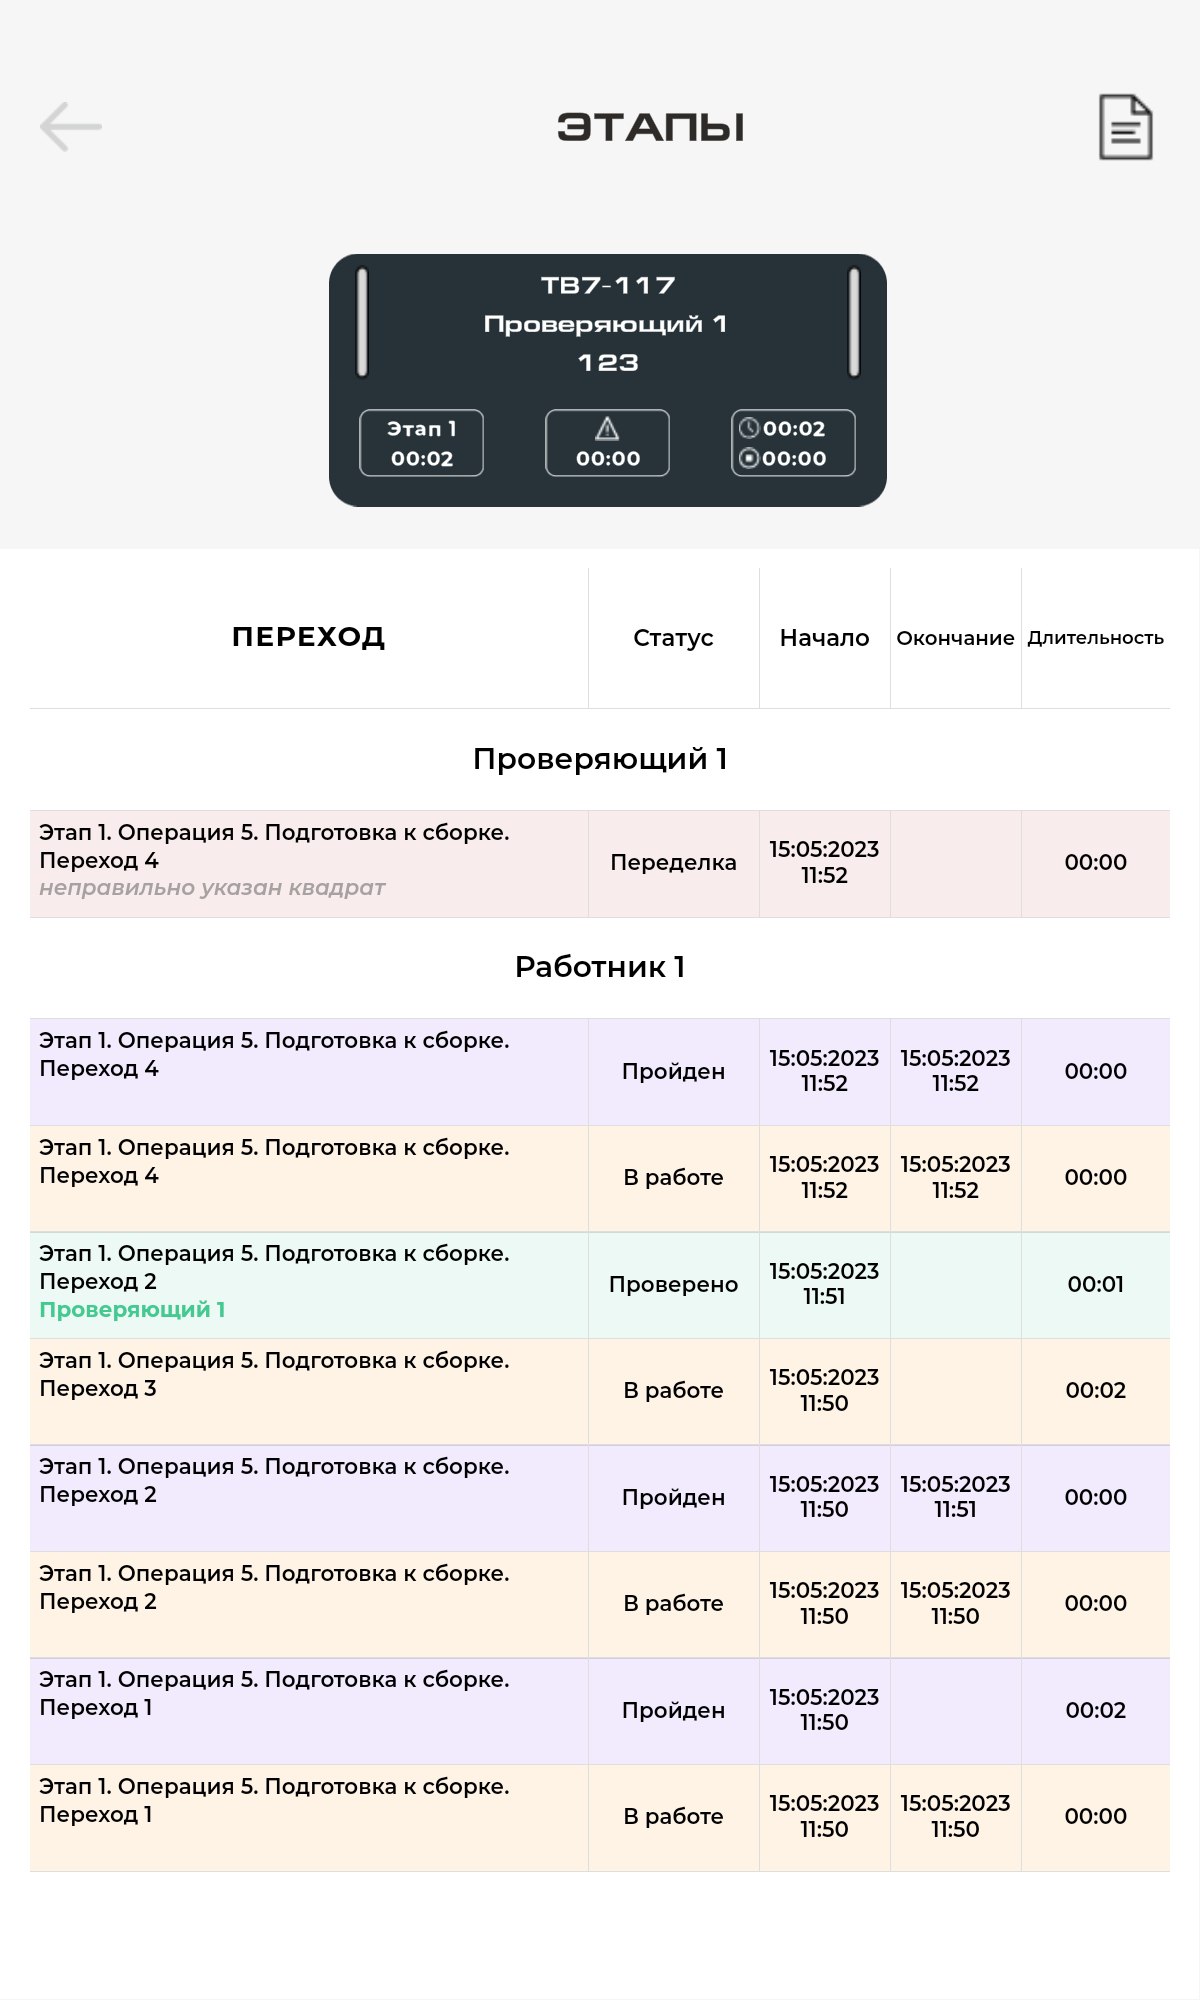 ЭТАПЫ
ТВ7-117
Проверяющий 1
123
Этап 1
00:02
00:00
00:02
00:00
ПЕРЕХОД Статус Начало Окончание Длительность
Проверяющий 1
Этап 1. Операция 5. Подготовка к сборке.
Переход 4
неправильно указан квадрат
Переделка
15:05:2023
11:52
00:00
Работник 1
Этап 1. Операция 5. Подготовка к сборке.
Переход 4
Пройден
15:05:2023
11:52
15:05:2023
11:52
00:00
Этап 1. Операция 5. Подготовка к сборке.
Переход 4
В работе
15:05:2023
11:52
15:05:2023
11:52
00:00
Этап 1. Операция 5. Подготовка к сборке.
Переход 2
Проверяющий 1
Проверено
15:05:2023
11:51
00:01
Этап 1. Операция 5. Подготовка к сборке.
Переход 3
В работе
15:05:2023
11:50
00:02
Этап 1. Операция 5. Подготовка к сборке.
Переход 2
Пройден
15:05:2023
11:50
15:05:2023
11:51
00:00
Этап 1. Операция 5. Подготовка к сборке.
Переход 2
В работе
15:05:2023
11:50
15:05:2023
11:50
00:00
Этап 1. Операция 5. Подготовка к сборке.
Переход 1
Пройден
15:05:2023
11:50
00:02
Этап 1. Операция 5. Подготовка к сборке.
Переход 1
В работе
15:05:2023
11:50
15:05:2023
11:50
00:00